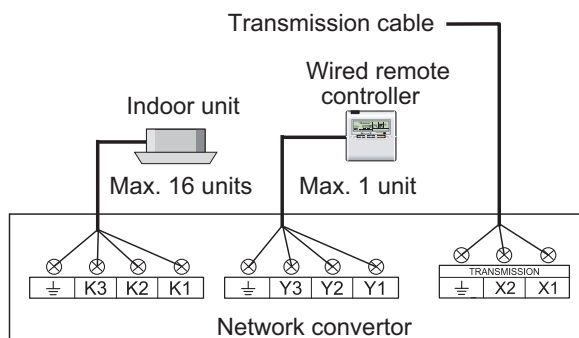 Transmission cable
Wired remote
controller
Indoor unit
Max. 16 units
Max. 1 unit
K3 K2 K1
Y3 Y2 Y1
TRANSMISSION
X2 X1
Network convertor